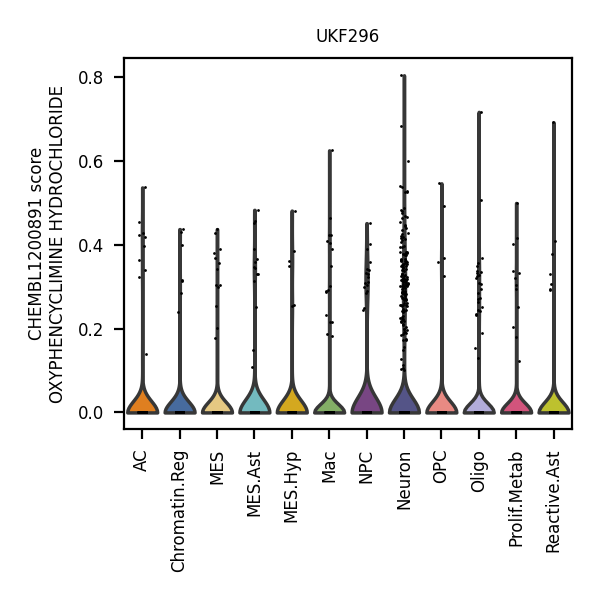 UKF296
CHEMBL1200891 score
OXYPHENCYCLIMINE HYDROCHLORIDE
0.8
0.6
0.4
0.2
0.0
AC
Chromatin.Reg
MES
MES.Ast
MES.Hyp
Mac
NPC
Neuron
OPC
Oligo
Prolif.Metab
Reactive.Ast